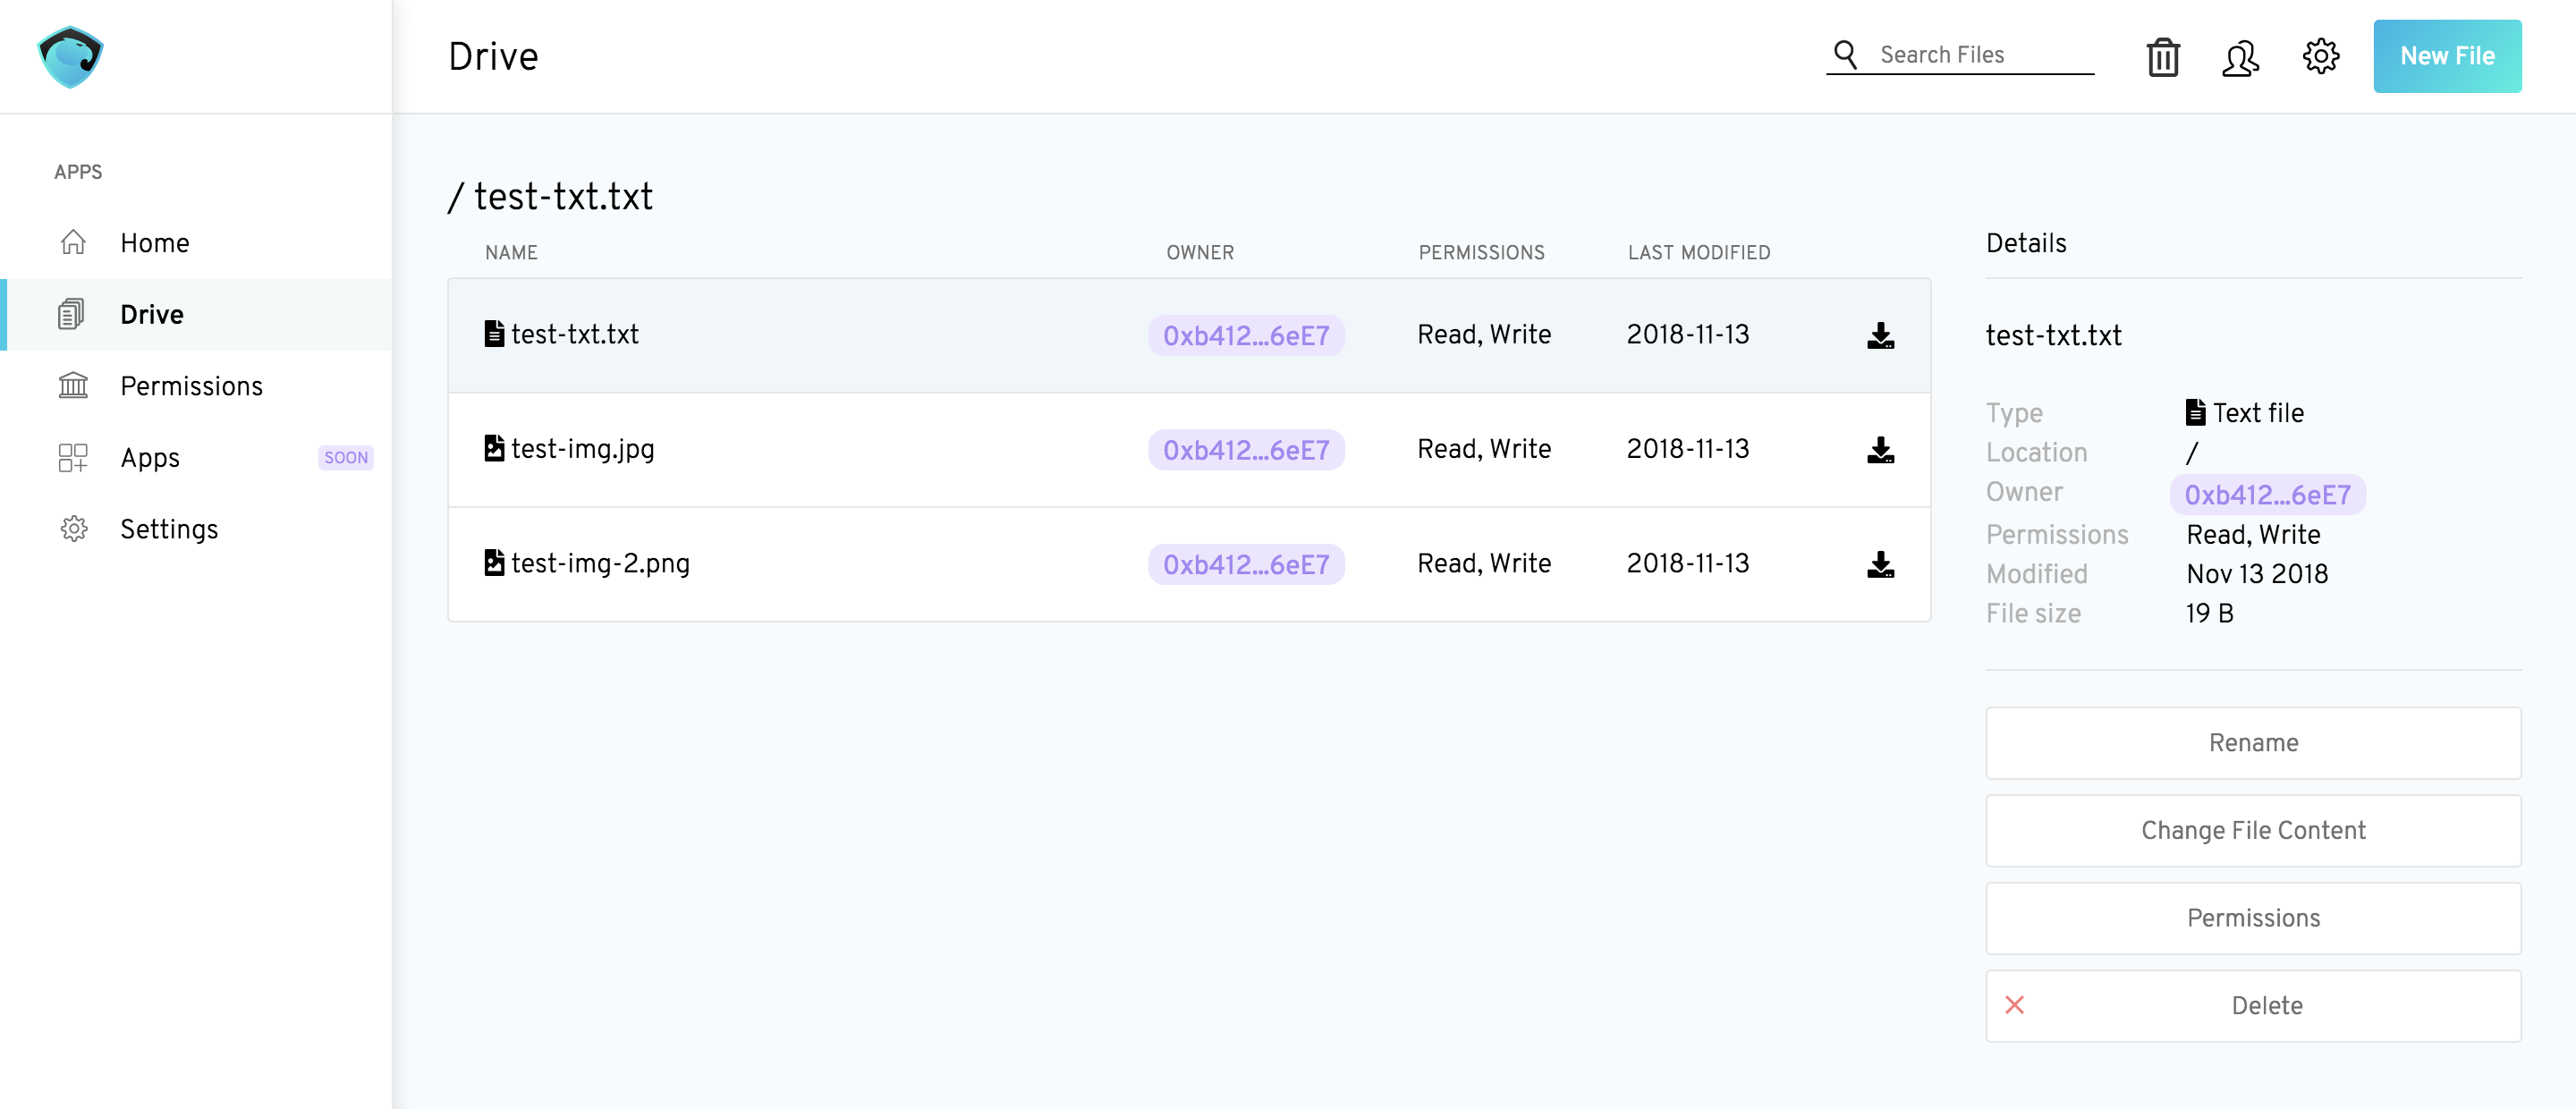 Drive
Search Files
New File
APPS
Home
Drive
Permissions
Apps SOON
Settings
/ test-txt.txt
NAME OWNER PERMISSIONS LAST MODIFIED
test-txt.txt 0xb412...6eE7 Read, Write 2018-11-13
test-img.jpg 0xb412...6eE7 Read, Write 2018-11-13
test-img-2.png 0xb412...6eE7 Read, Write 2018-11-13
Details
test-txt.txt
Type Text file
Location /
Owner 0xb412...6eE7
Permissions Read, Write
Modified Nov 13 2018
File size 19 B
Rename
Change File Content
Permissions
Delete